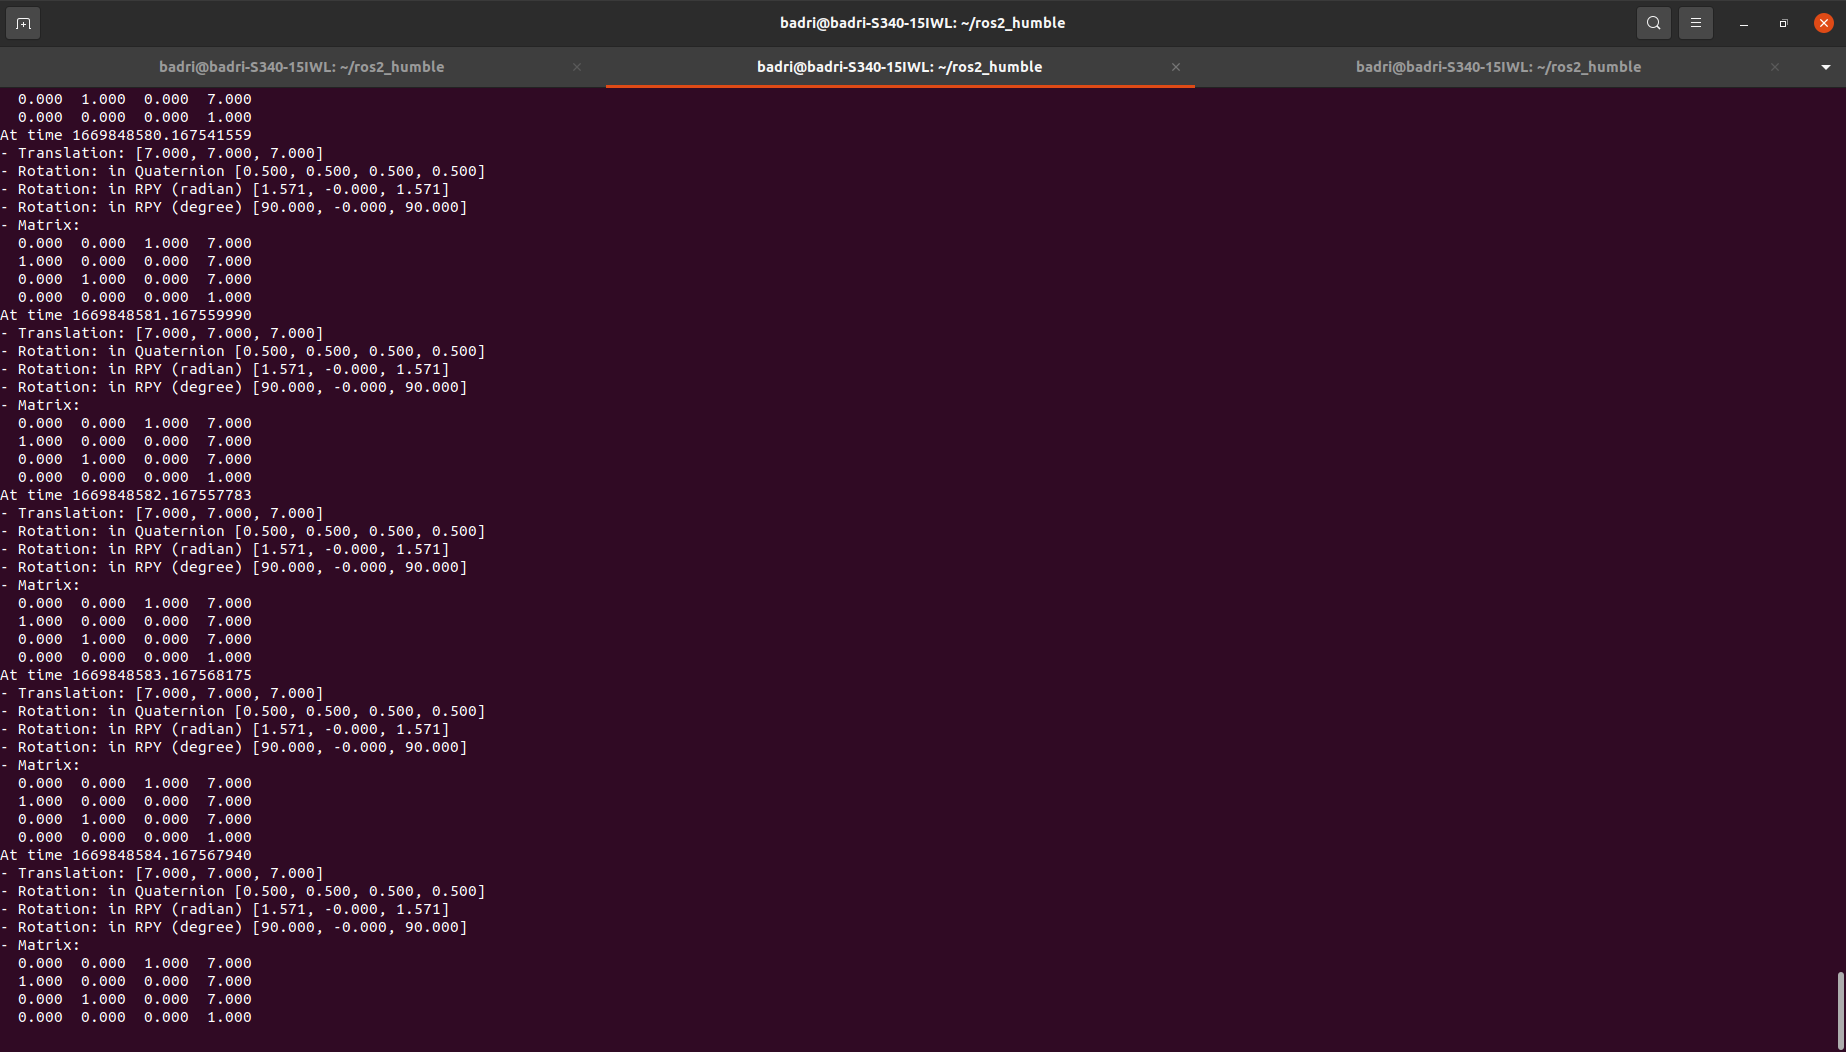 badri@badri-S340-15IWL: ~/ros2_humble
badri@badri-S340-15IWL: ~/ros2_humble
badri@badri-S340-15IWL: ~/ros2_humble
badri@badri-S340-15IWL: ~/ros2_humble
0.000 1.000 0.000 7.000
0.000 0.000 0.000 1.000
At time 1669848580.167541559
- Translation: [7.000, 7.000, 7.000]
- Rotation: in Quaternion [0.500, 0.500, 0.500, 0.500]
- Rotation: in RPY (radian) [1.571, -0.000, 1.571]
- Rotation: in RPY (degree) [90.000, -0.000, 90.000]
- Matrix:
0.000 0.000 1.000 7.000
1.000 0.000 0.000 7.000
0.000 1.000 0.000 7.000
0.000 0.000 0.000 1.000
At time 1669848581.167559990
- Translation: [7.000, 7.000, 7.000]
- Rotation: in Quaternion [0.500, 0.500, 0.500, 0.500]
- Rotation: in RPY (radian) [1.571, -0.000, 1.571]
- Rotation: in RPY (degree) [90.000, -0.000, 90.000]
- Matrix:
0.000 0.000 1.000 7.000
1.000 0.000 0.000 7.000
0.000 1.000 0.000 7.000
0.000 0.000 0.000 1.000
At time 1669848582.167557783
- Translation: [7.000, 7.000, 7.000]
- Rotation: in Quaternion [0.500, 0.500, 0.500, 0.500]
- Rotation: in RPY (radian) [1.571, -0.000, 1.571]
- Rotation: in RPY (degree) [90.000, -0.000, 90.000]
- Matrix:
0.000 0.000 1.000 7.000
1.000 0.000 0.000 7.000
0.000 1.000 0.000 7.000
0.000 0.000 0.000 1.000
At time 1669848583.167568175
- Translation: [7.000, 7.000, 7.000]
- Rotation: in Quaternion [0.500, 0.500, 0.500, 0.500]
- Rotation: in RPY (radian) [1.571, -0.000, 1.571]
- Rotation: in RPY (degree) [90.000, -0.000, 90.000]
- Matrix:
0.000 0.000 1.000 7.000
1.000 0.000 0.000 7.000
0.000 1.000 0.000 7.000
0.000 0.000 0.000 1.000
At time 1669848584.167567940
- Translation: [7.000, 7.000, 7.000]
- Rotation: in Quaternion [0.500, 0.500, 0.500, 0.500]
- Rotation: in RPY (radian) [1.571, -0.000, 1.571]
- Rotation: in RPY (degree) [90.000, -0.000, 90.000]
- Matrix:
0.000 0.000 1.000 7.000
1.000 0.000 0.000 7.000
0.000 1.000 0.000 7.000
0.000 0.000 0.000 1.000